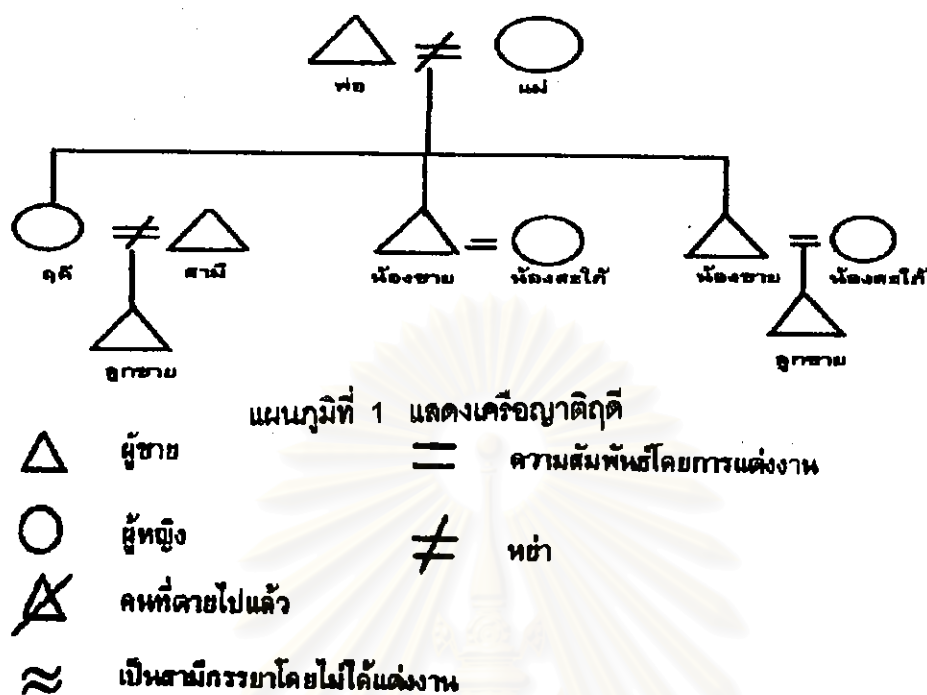 พ่อ แม่
ฤดี สามี น้องชาย น้องสะใภ้ น้องชาย น้องสะใภ้
ลูกชาย ลูกชาย
แผนภูมิที่ 1 แสดงเครือญาติฤดี
ผู้ชาย ความสัมพันธ์โดยการแต่งงาน
ผู้หญิง หย่า
คนที่ตายไปแล้ว
เป็นสามีภรรยาโดยไม่ได้แต่งงาน